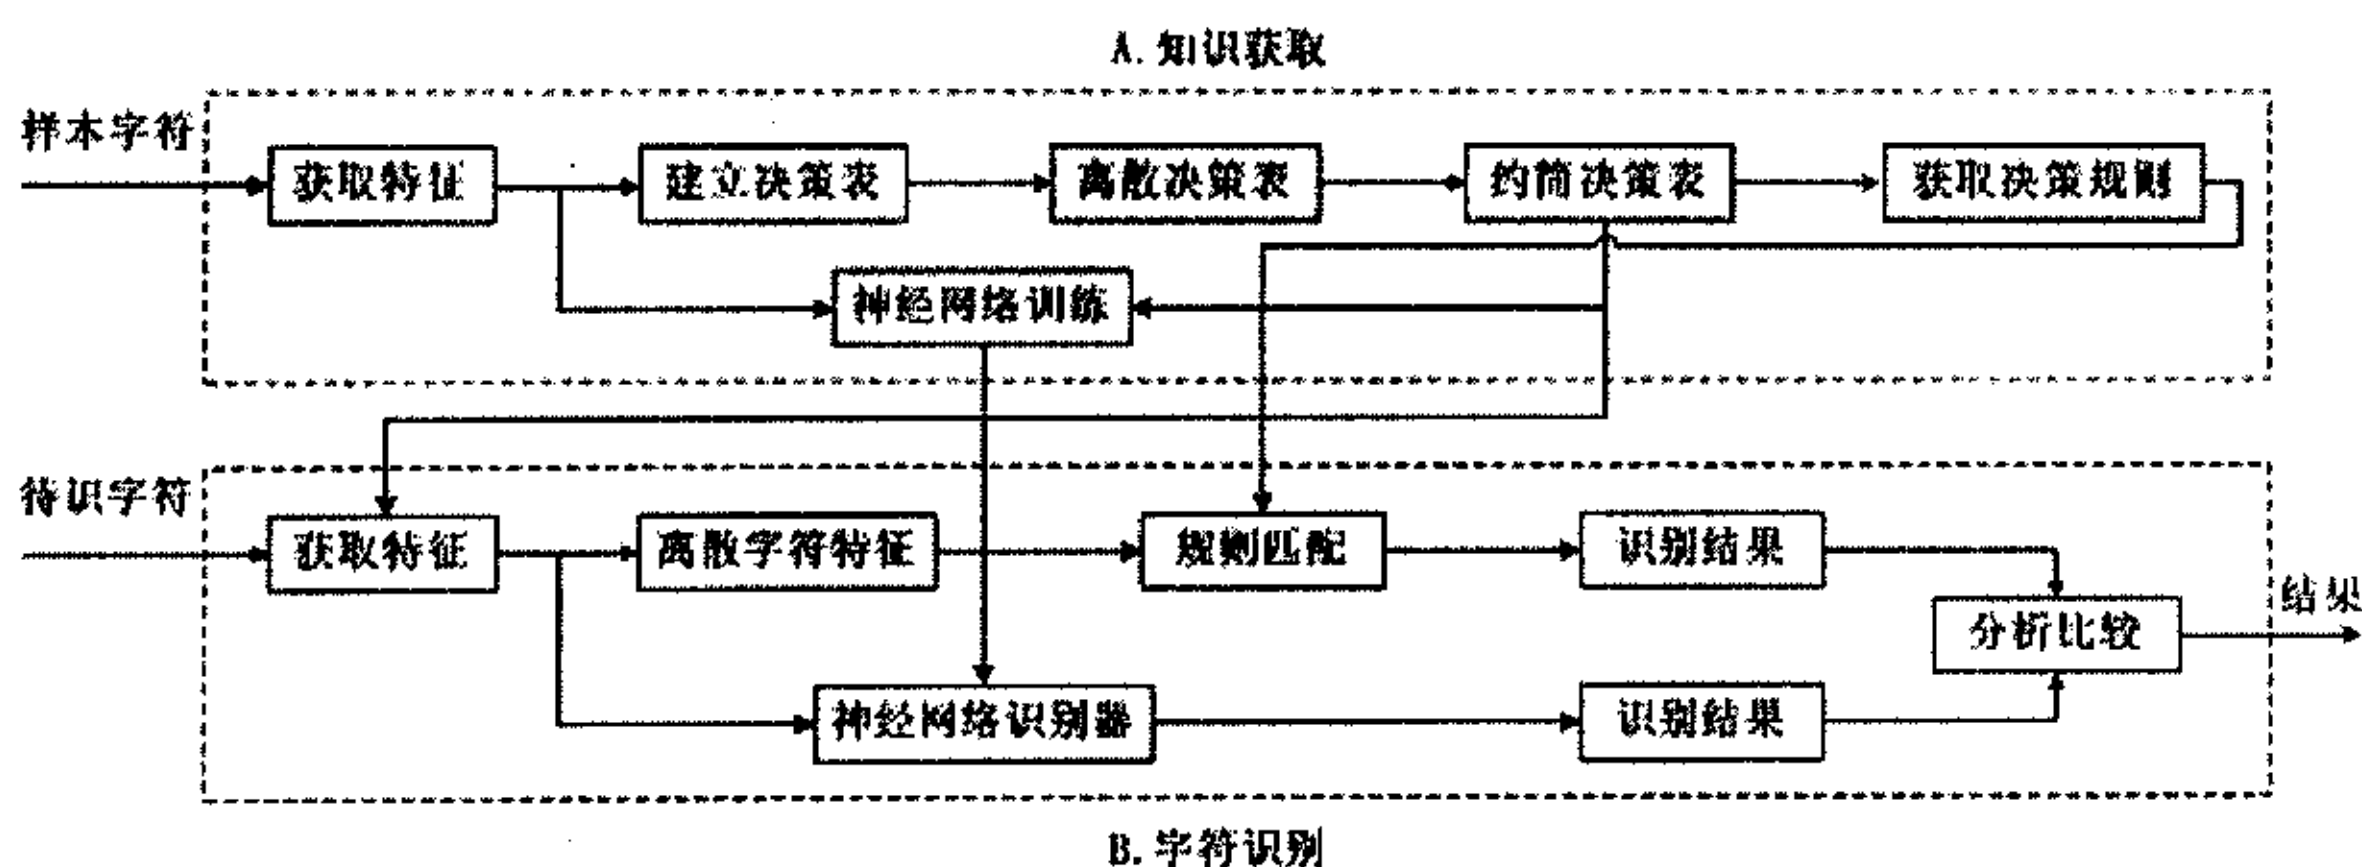 A.知识获取
样本字符
获取特征
建立决策表
离散决策表
约简决策表
获取决策规则
神经网络训练
待识字符
获取特征
离散字符特征
规则匹配
识别结果
分析比较
结果
神经网络识别器
识别结果
B.字符识别